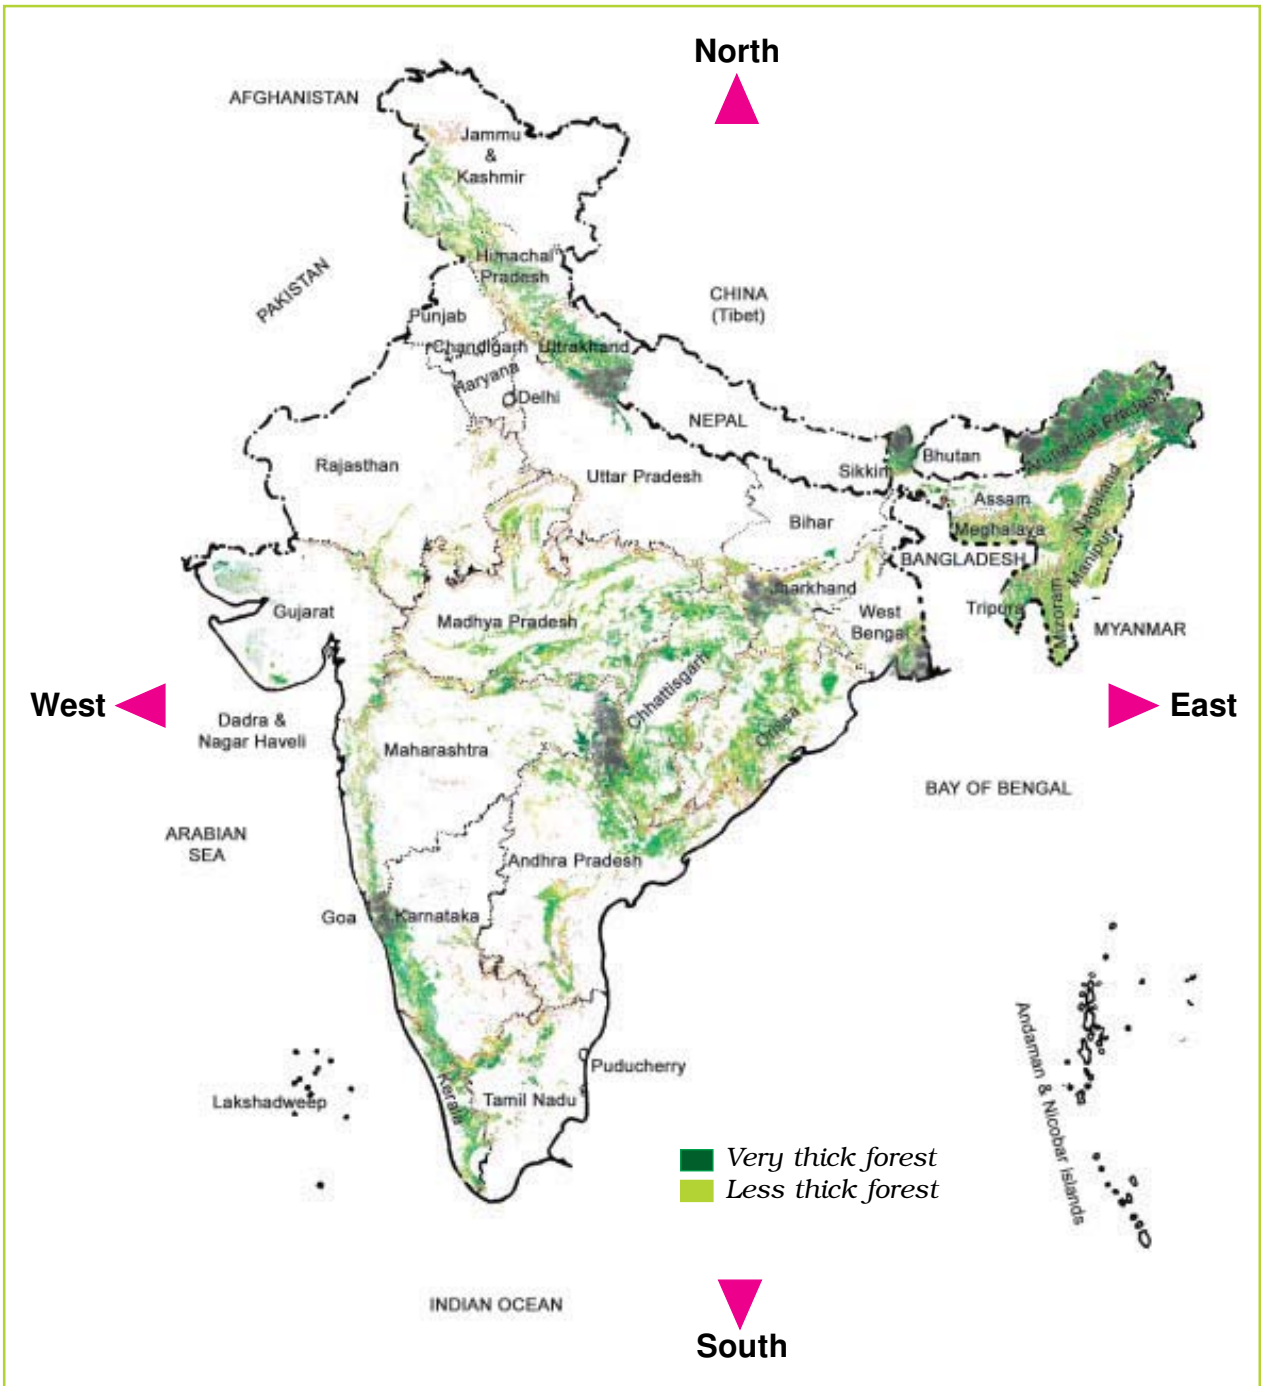 North
AFGHANISTAN
Jammu
&
Kashmir
Himachal
Pradesh
PAKISTAN
CHINA
(Tibet)
Punjab
Chandigarh
Uttrakhand
Haryana
Delhi
NEPAL
Arunachal Pradesh
Rajasthan
Uttar Pradesh
Sikkim
Bhutan
Assam
Nagaland
Bihar
Meghalaya
Manipur
BANGLADESH
Jharkhand
Gujarat
Madhya Pradesh
West
Bengal
Tripura
Mizoram
MYANMAR
Chhattisgarh
West
East
Dadra &
Nagar Haveli
Orissa
Maharashtra
BAY OF BENGAL
ARABIAN
SEA
Andhra Pradesh
Goa
Karnataka
Andaman & Nicobar Islands
Puducherry
Lakshadweep
Kerala
Tamil Nadu
Very thick forest
Less thick forest
INDIAN OCEAN
South